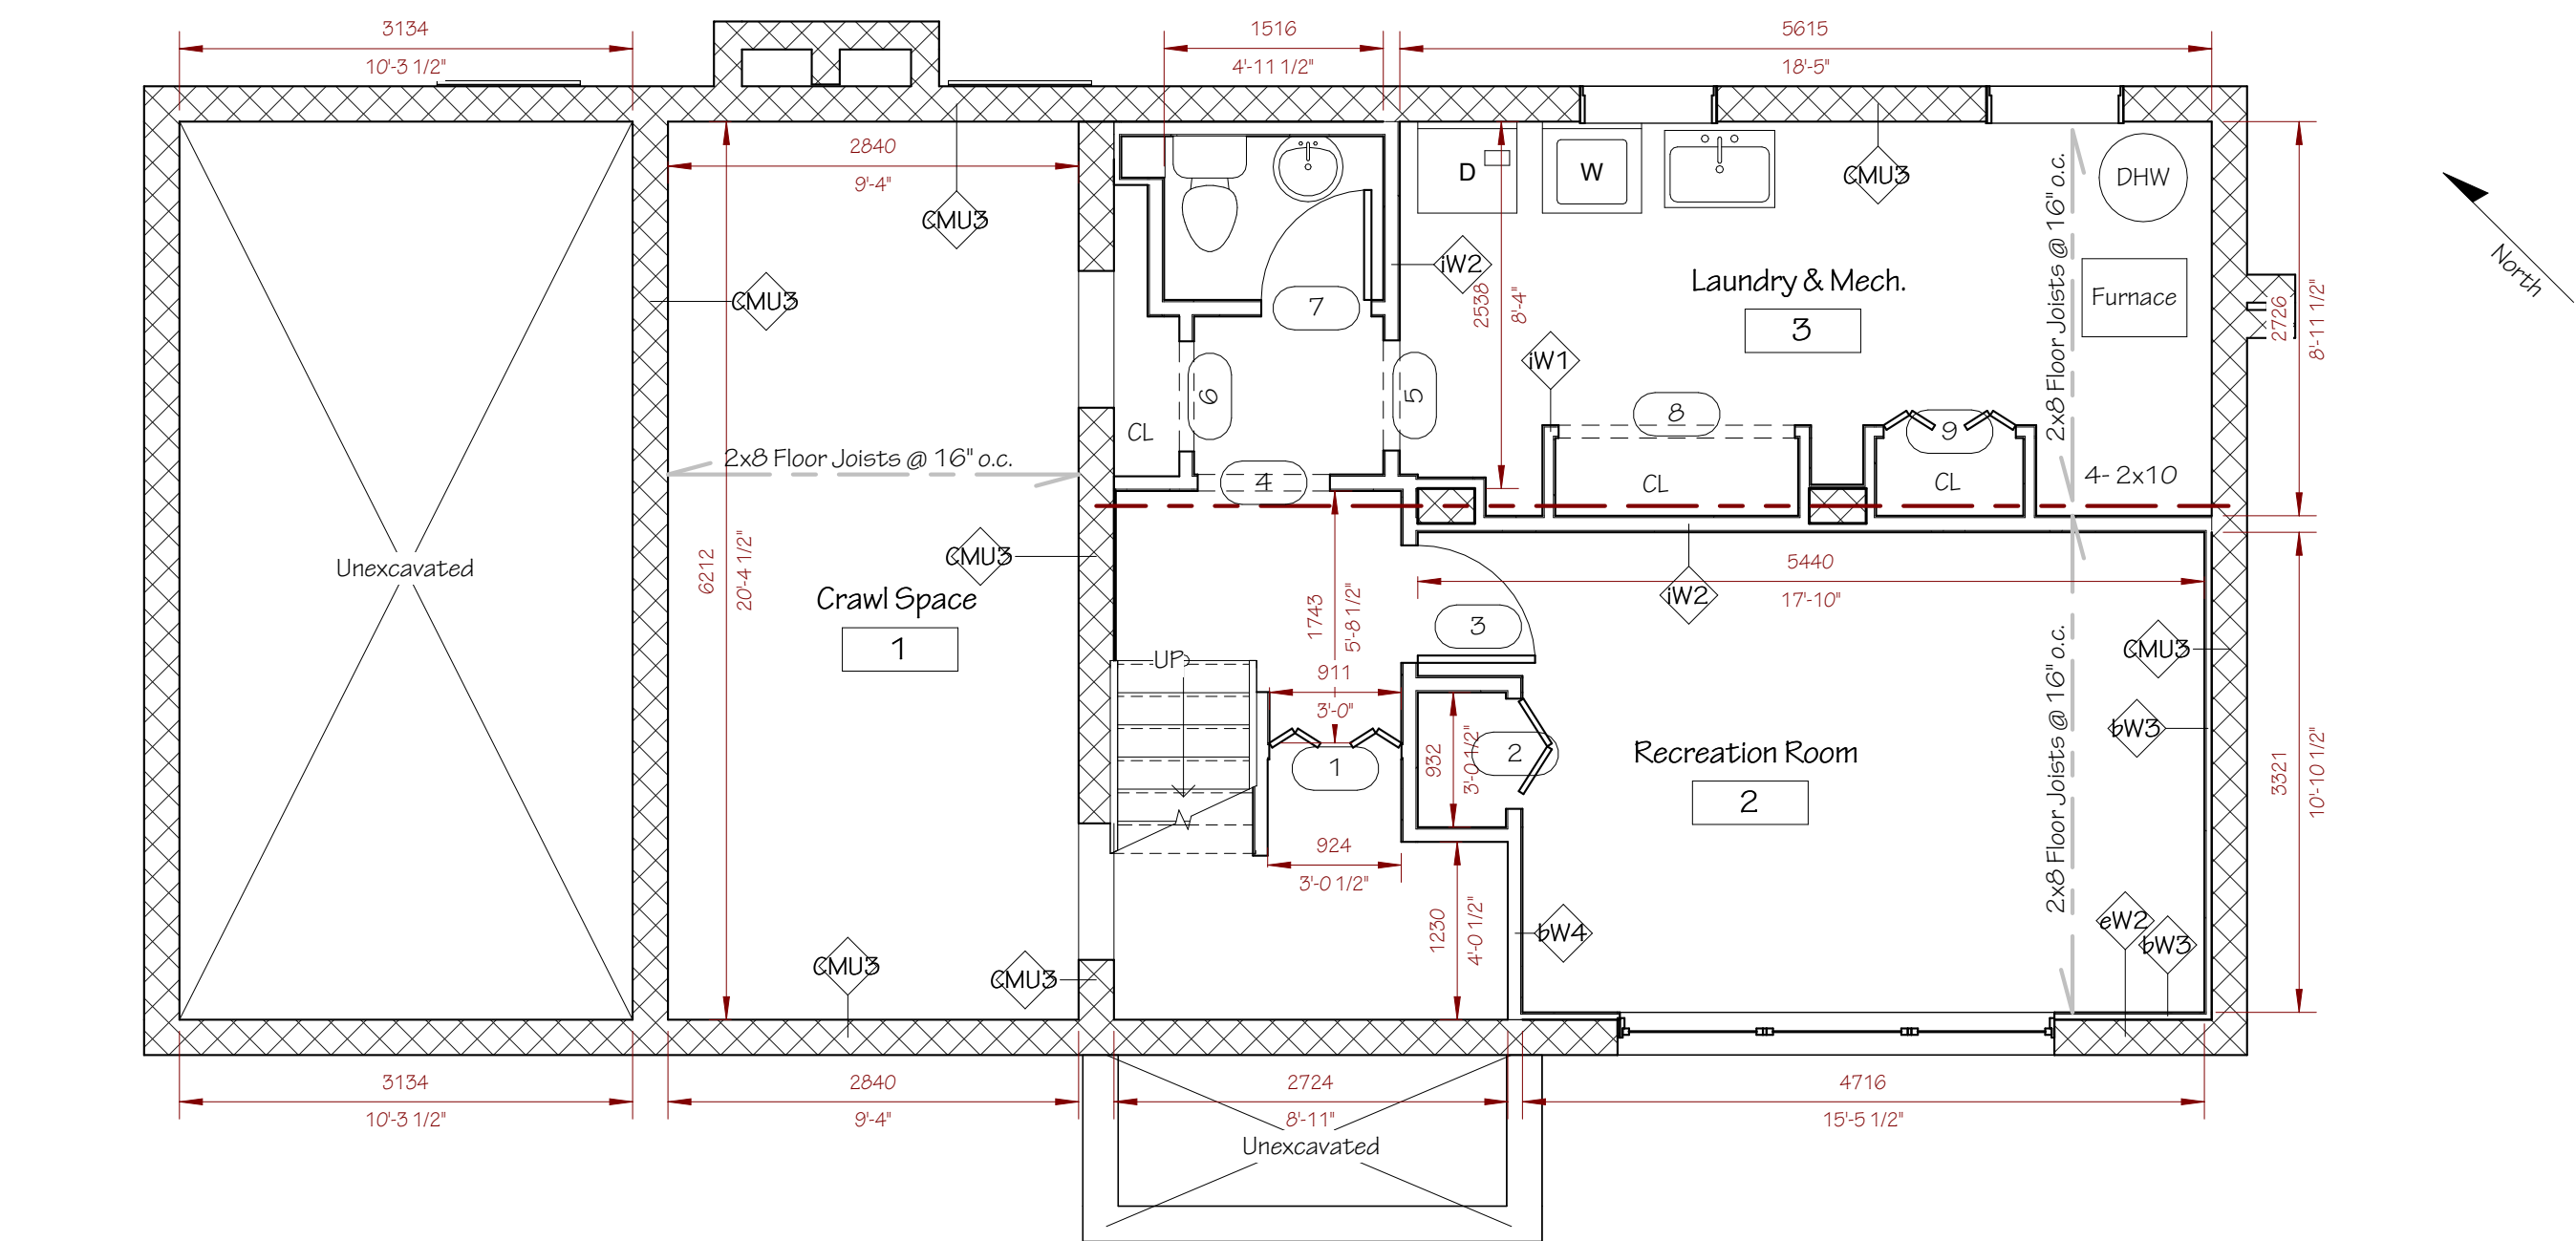 3134
10'-3 1/2"
1516
4'-11 1/2"
5615
18'-5"
2840
9'-4"
CMU3
CMU3
D
W
CMU3
DHW
2x8 Floor Joists @ 16" o.c.
North
iW2
Laundry & Mech.
3
Furnace
2726
8'-11 1/2"
CMU3
7
2538
8'-4"
iW1
6
5
8
9
CL
2x8 Floor Joists @ 16" o.c.
4
CL
CL
4- 2x10
Unexcavated
6212
20'-4 1/2"
CMU3
Crawl Space
1
5440
17'-10"
iW2
1743
5'-8 1/2"
3
UP
911
3'-0"
CMU3
2x8 Floor Joists @ 16" o.c.
bW3
932
3'-0 1/2"
2
1
Recreation Room
2
3321
10'-10 1/2"
924
3'-0 1/2"
1230
4'-0 1/2"
bW4
eW2
bW3
CMU3
CMU3
3134
10'-3 1/2"
2840
9'-4"
2724
8'-11"
4716
15'-5 1/2"
Unexcavated